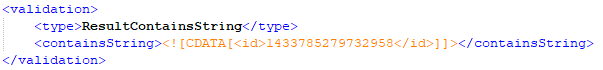 <validation>
<type>ResultContainsString</type>
<containsString><![CDATA[<id>1433785279732958</id>]]></containsString>
</validation>